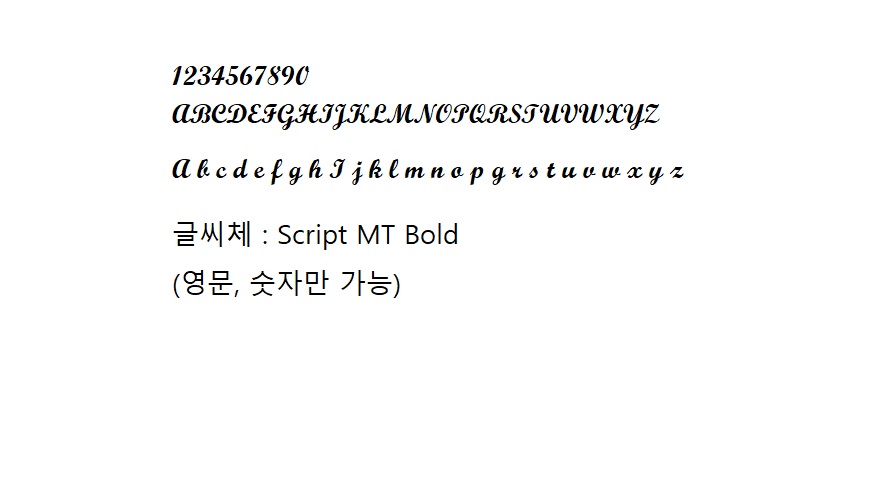 1234567890
ABCDEFGHIJKLMNOPQRSTUVWXYZ
A b c d e f g h I j k l m n o p g r s t u v w x y z
글씨체 : Script MT Bold
(영문, 숫자만 가능)